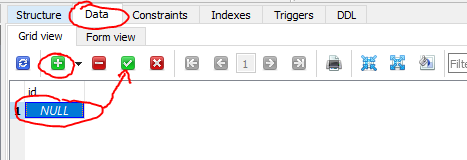 Structure Data Constraints Indexes Triggers DDL
Grid view Form view
1 Filte
id
1 NULL